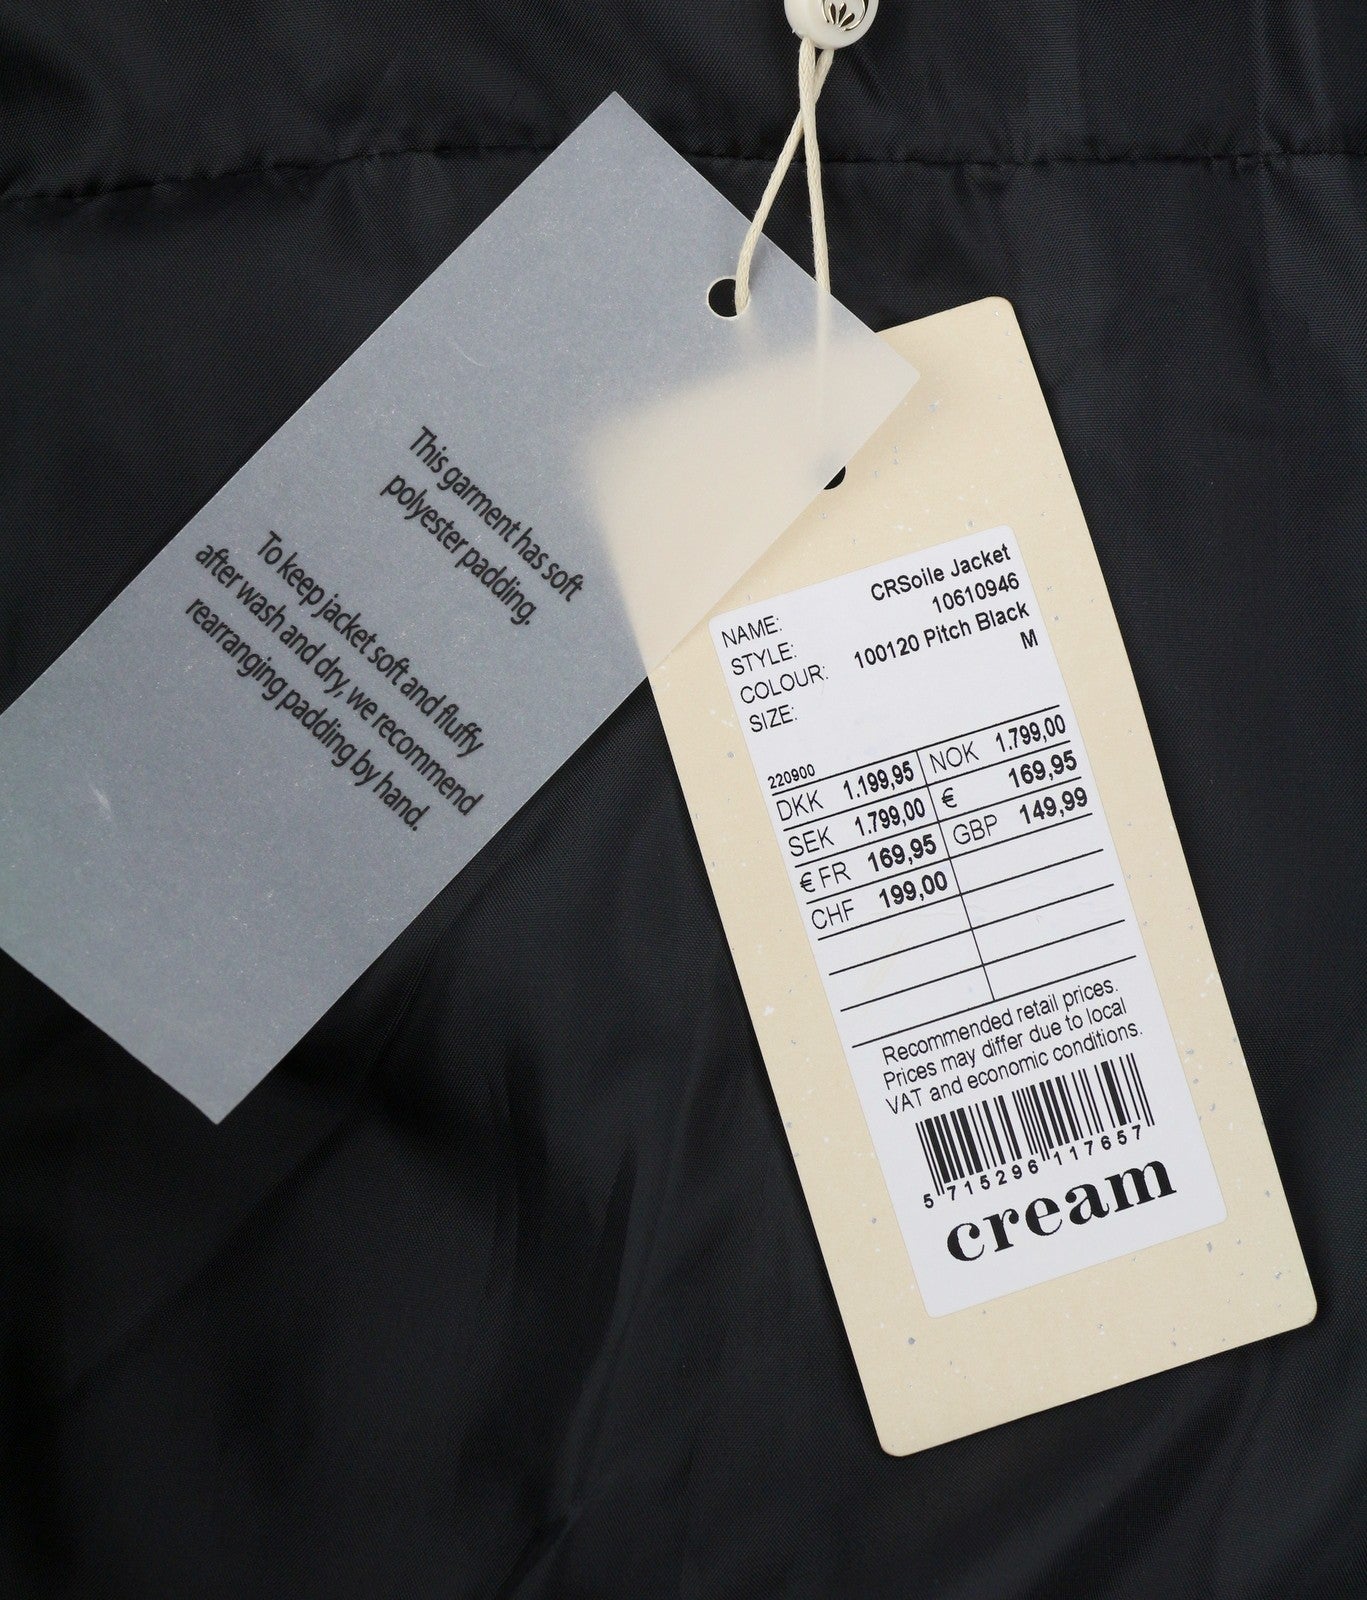 This garment has soft
polyester padding.
To keep jacket soft and fluffy
after wash and dry, we recommend
rearranging padding by hand.
NAME: CRSoile Jacket
STYLE: 10610946
COLOUR: 100120 Pitch Black
SIZE: M
220900
DKK 1.199,95 NOK 1.799,00
SEK 1.799,00 € 169,95
€ FR 169,95 GBP 149,99
CHF 199,00
Recommended retail prices.
Prices may differ due to local
VAT and economic conditions.
5 715296 117657
cream